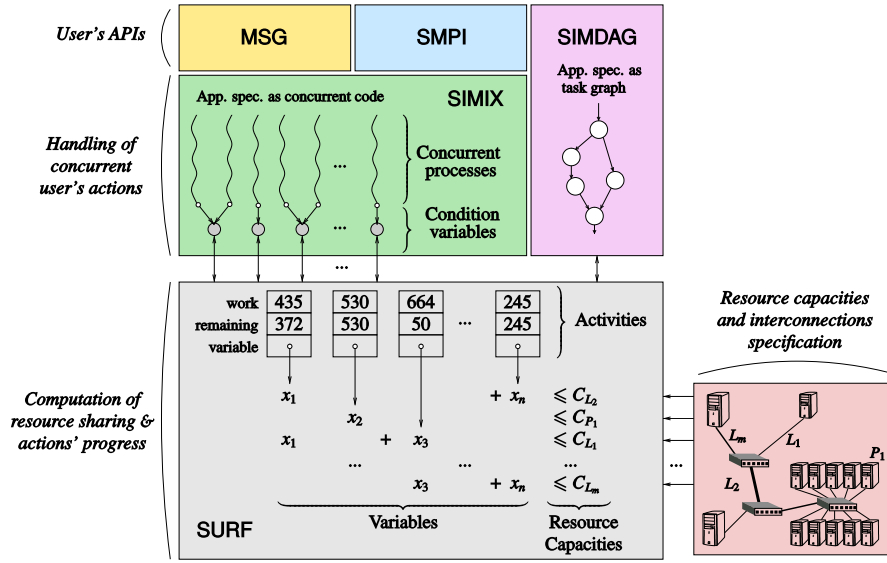 User's APIs
MSG
SMPI
SIMDAG
App. spec. as
task graph
App. spec. as concurrent code
SIMIX
Handling of
concurrent
user's actions
...
Concurrent
processes
Condition
variables
...
...
work
435
530
664
245
remaining
372
530
50
...
245
Activities
variable
Resource capacities
and interconnections
specification
Computation of
resource sharing &
actions' progress
x1 + xn ⩽ CL2
x2 ⩽ CP1
x1 + x3 ⩽ CL1
... ... ...
x3 + xn ⩽ CLm
...
Lm
L1
P1
L2
Variables
Resource
Capacities
SURF